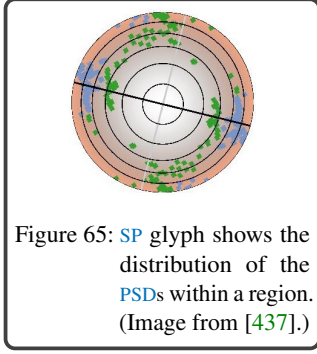 Figure 65: SP glyph shows the
distribution of the
PSDs within a region.
(Image from [437].)